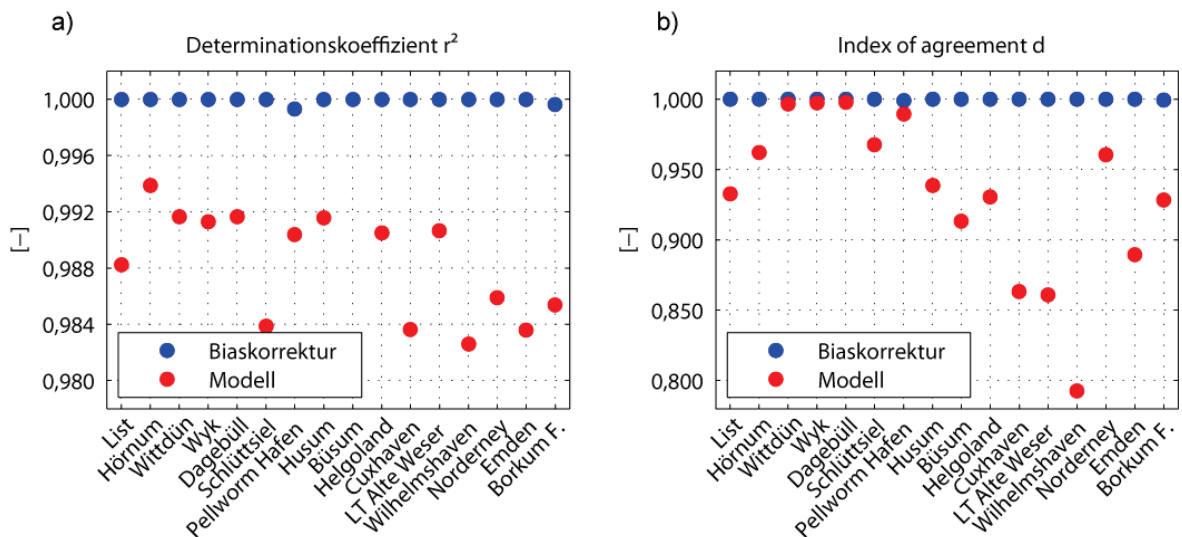 a)
Determinationskoeffizient r²
1,000
0,996
0,992
0,988
0,984
0,980
[–]
Biaskorrektur
Modell
List
Hörnum
Wittdün
Wyk
Dagebüll
Schlüttsiel
Pellworm Hafen
Husum
Büsum
Helgoland
Cuxhaven
LT Alte Weser
Wilhelmshaven
Norderney
Emden
Borkum F.
b)
Index of agreement d
1,000
0,950
0,900
0,850
0,800
[–]
Biaskorrektur
Modell
List
Hörnum
Wittdün
Wyk
Dagebüll
Schlüttsiel
Pellworm Hafen
Husum
Büsum
Helgoland
Cuxhaven
LT Alte Weser
Wilhelmshaven
Norderney
Emden
Borkum F.